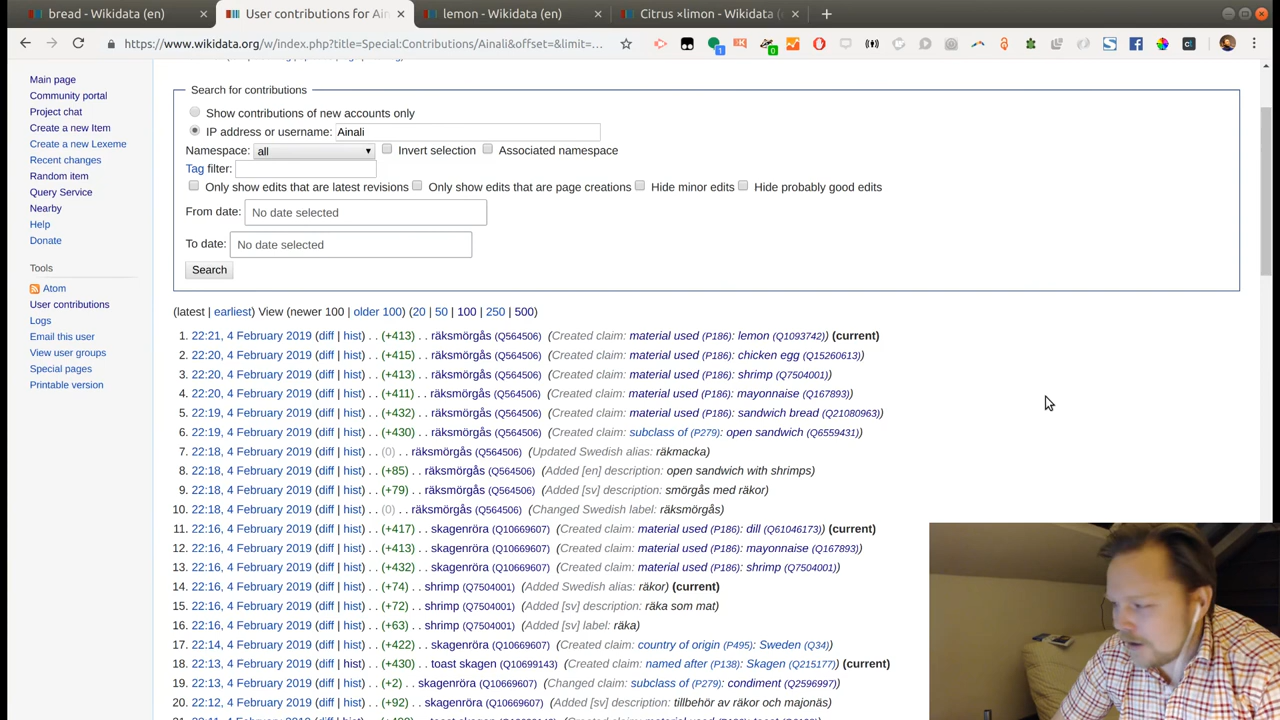 bread - Wikidata (en)
User contributions for Ain
lemon - Wikidata (en)
Citrus ×limon - Wikidata (
https://www.wikidata.org/w/index.php?title=Special:Contributions/Ainali&offset=&limit=...
Main page
Community portal
Project chat
Create a new Item
Create a new Lexeme
Recent changes
Random item
Query Service
Nearby
Help
Donate
Tools
Atom
User contributions
Logs
Email this user
View user groups
Special pages
Printable version
Search for contributions
Show contributions of new accounts only
IP address or username: Ainali
Namespace: all Invert selection Associated namespace
Tag filter:
Only show edits that are latest revisions Only show edits that are page creations Hide minor edits Hide probably good edits
From date: No date selected
To date: No date selected
Search
(latest | earliest) View (newer 100 | older 100) (20 | 50 | 100 | 250 | 500)
1. 22:21, 4 February 2019 (diff | hist) . . (+413) . . räksmörgås (Q564506) (Created claim: material used (P186): lemon (Q1093742)) (current)
2. 22:20, 4 February 2019 (diff | hist) . . (+415) . . räksmörgås (Q564506) (Created claim: material used (P186): chicken egg (Q15260613))
3. 22:20, 4 February 2019 (diff | hist) . . (+413) . . räksmörgås (Q564506) (Created claim: material used (P186): shrimp (Q7504001))
4. 22:20, 4 February 2019 (diff | hist) . . (+411) . . räksmörgås (Q564506) (Created claim: material used (P186): mayonnaise (Q167893))
5. 22:19, 4 February 2019 (diff | hist) . . (+432) . . räksmörgås (Q564506) (Created claim: material used (P186): sandwich bread (Q21080963))
6. 22:19, 4 February 2019 (diff | hist) . . (+430) . . räksmörgås (Q564506) (Created claim: subclass of (P279): open sandwich (Q6559431))
7. 22:18, 4 February 2019 (diff | hist) . . (0) . . räksmörgås (Q564506) (Updated Swedish alias: räkmacka)
8. 22:18, 4 February 2019 (diff | hist) . . (+85) . . räksmörgås (Q564506) (Added [en] description: open sandwich with shrimps)
9. 22:18, 4 February 2019 (diff | hist) . . (+79) . . räksmörgås (Q564506) (Added [sv] description: smörgås med räkor)
10. 22:18, 4 February 2019 (diff | hist) . . (0) . . räksmörgås (Q564506) (Changed Swedish label: räksmörgås)
11. 22:16, 4 February 2019 (diff | hist) . . (+417) . . skagenröra (Q10669607) (Created claim: material used (P186): dill (Q61046173)) (current)
12. 22:16, 4 February 2019 (diff | hist) . . (+413) . . skagenröra (Q10669607) (Created claim: material used (P186): mayonnaise (Q167893))
13. 22:16, 4 February 2019 (diff | hist) . . (+432) . . skagenröra (Q10669607) (Created claim: material used (P186): shrimp (Q7504001))
14. 22:16, 4 February 2019 (diff | hist) . . (+74) . . shrimp (Q7504001) (Added Swedish alias: räkor) (current)
15. 22:16, 4 February 2019 (diff | hist) . . (+72) . . shrimp (Q7504001) (Added [sv] description: räka som mat)
16. 22:16, 4 February 2019 (diff | hist) . . (+63) . . shrimp (Q7504001) (Added [sv] label: räka)
17. 22:14, 4 February 2019 (diff | hist) . . (+422) . . skagenröra (Q10669607) (Created claim: country of origin (P495): Sweden (Q34))
18. 22:13, 4 February 2019 (diff | hist) . . (+430) . . toast skagen (Q10699143) (Created claim: named after (P138): Skagen (Q215177)) (current)
19. 22:13, 4 February 2019 (diff | hist) . . (+2) . . skagenröra (Q10669607) (Changed claim: subclass of (P279): condiment (Q2596997))
20. 22:12, 4 February 2019 (diff | hist) . . (+92) . . skagenröra (Q10669607) (Added [sv] description: tillbehör av räkor och majonäs)